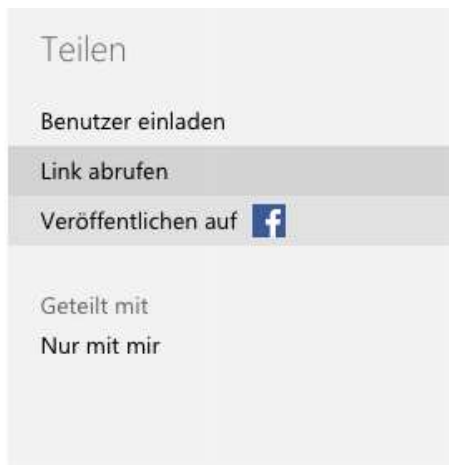 Teilen
Benutzer einladen
Link abrufen
Veröffentlichen auf
Geteilt mit
Nur mit mir